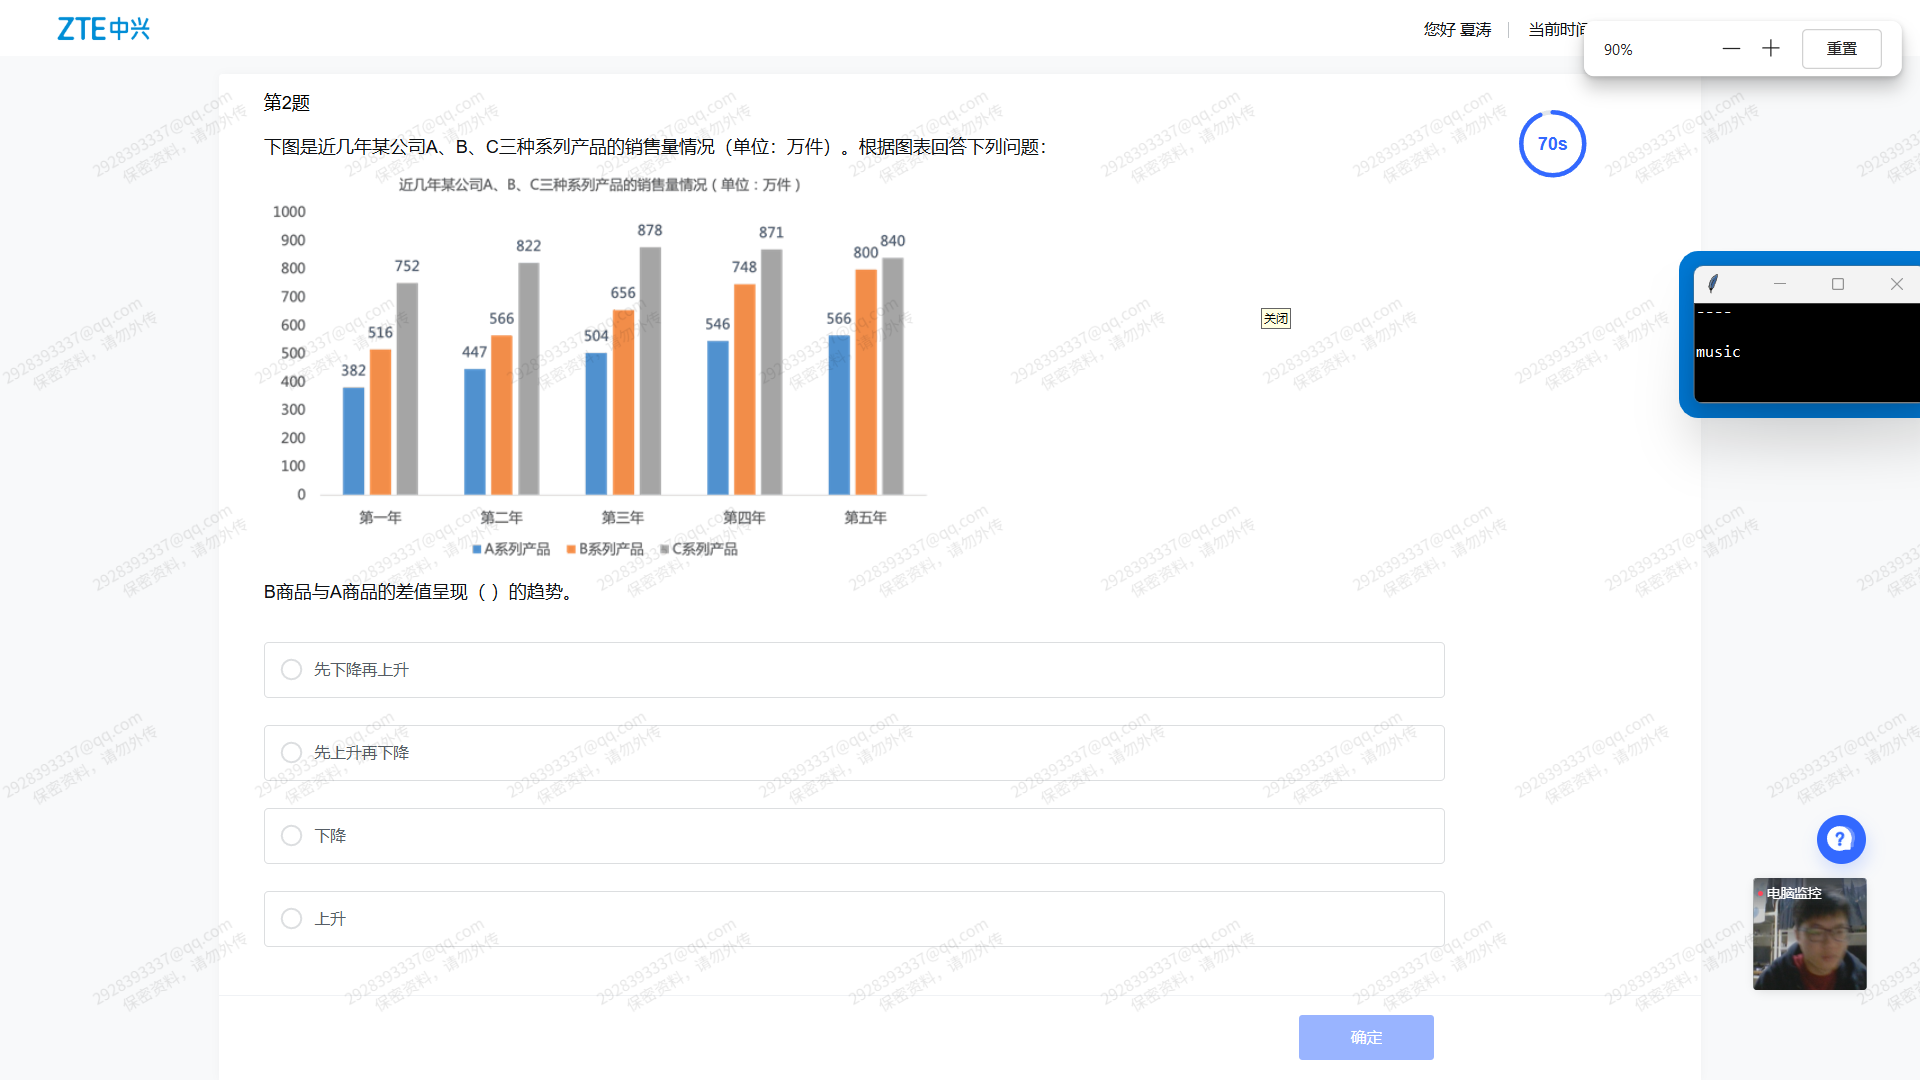 ZTE中兴
您好 夏涛
当前时间
90%
重置
第2题
70s
下图是近几年某公司A、B、C三种系列产品的销售量情况（单位：万件）。根据图表回答下列问题：
近几年某公司A、B、C三种系列产品的销售量情况（单位：万件）
1000
900
800
700
600
500
400
300
200
100
0
382
516
752
447
566
822
504
656
878
546
748
871
566
800
840
第一年
第二年
第三年
第四年
第五年
A系列产品
B系列产品
C系列产品
关闭
----
music
B商品与A商品的差值呈现（ ）的趋势。
先下降再上升
先上升再下降
下降
上升
确定
电脑监控
2928393337@qq.com
保密资料，请勿外传